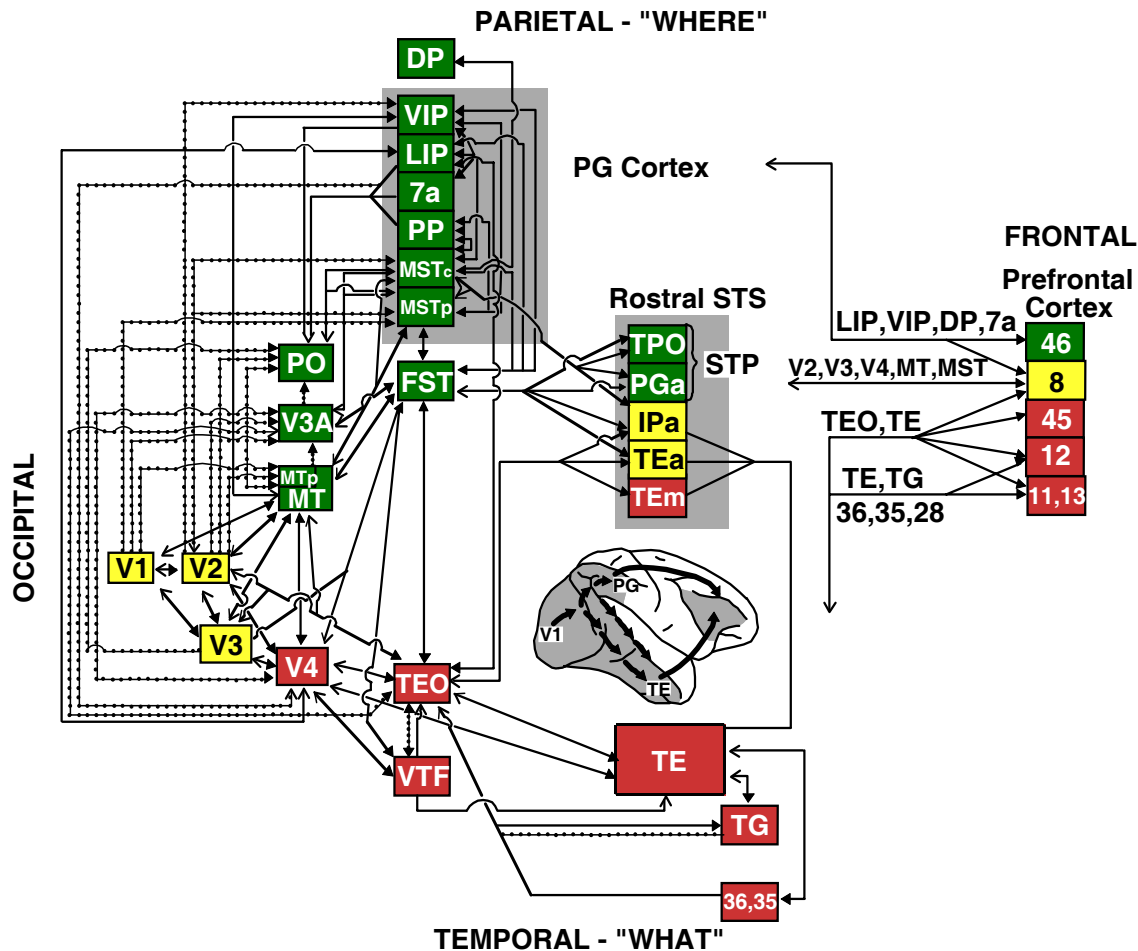 PARIETAL - "WHERE"
DP
VIP
LIP
7a
PP
MSTc
MSTp
PG Cortex
FRONTAL
Prefrontal
Cortex
Rostral STS
LIP,VIP,DP,7a
TPO
PGa
STP
IPa
TEa
TEm
46
V2,V3,V4,MT,MST
8
TEO,TE
45
12
TE,TG
11,13
36,35,28
PO
FST
V3A
MTp
MT
OCCIPITAL
V1
V2
V3
V4
TEO
VTF
PG
V1
TE
TE
TG
36,35
TEMPORAL - "WHAT"